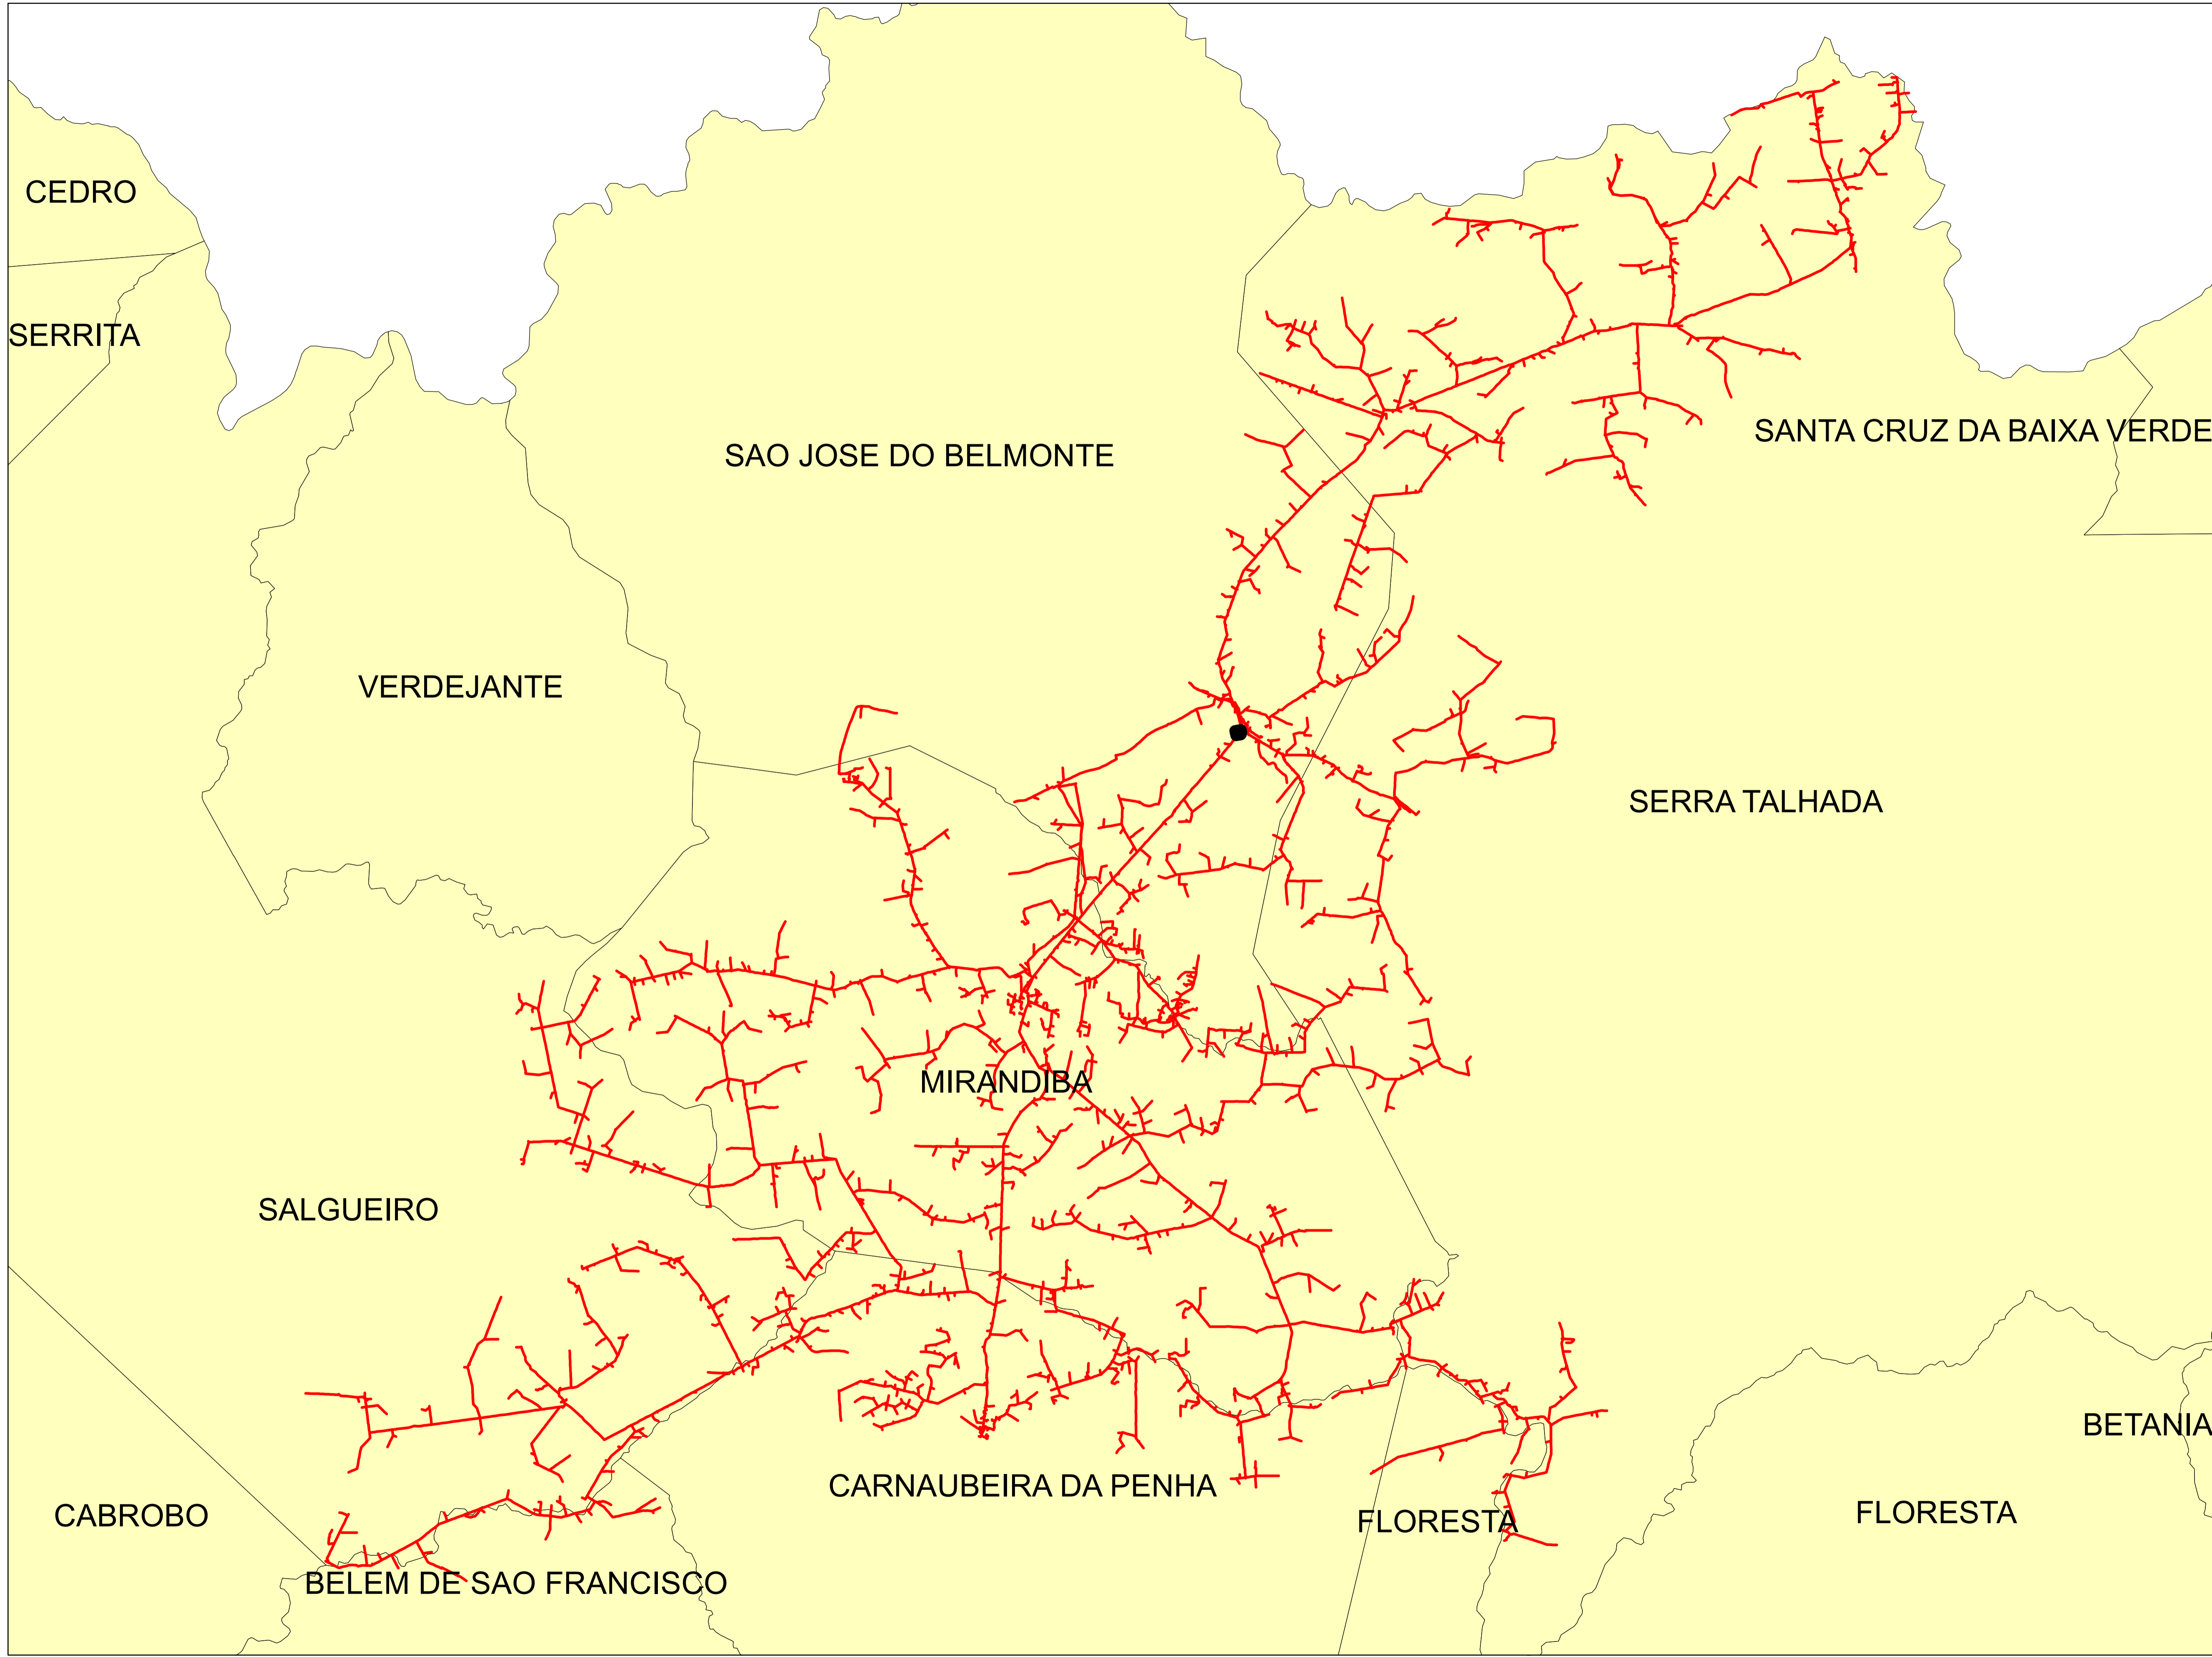 CEDRO
SERRITA
SANTA CRUZ DA BAIXA VERDE
SAO JOSE DO BELMONTE
VERDEJANTE
SERRA TALHADA
MIRANDIBA
SALGUEIRO
BETANIA
CARNAUBEIRA DA PENHA
FLORESTA
CABROBO
FLORESTA
BELEM DE SAO FRANCISCO